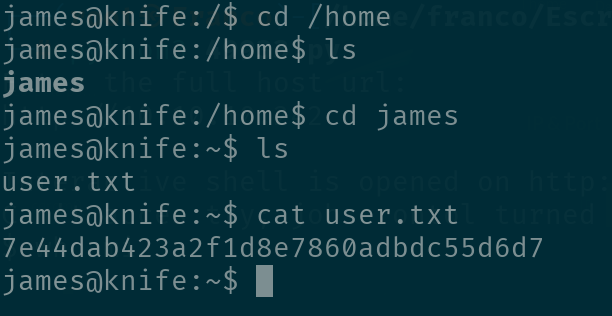 james@knife:/$ cd /home
james@knife:/home$ ls
james
james@knife:/home$ cd james
james@knife:~$ ls
user.txt
james@knife:~$ cat user.txt
7e44dab423a2f1d8e7860adbdc55d6d7
james@knife:~$